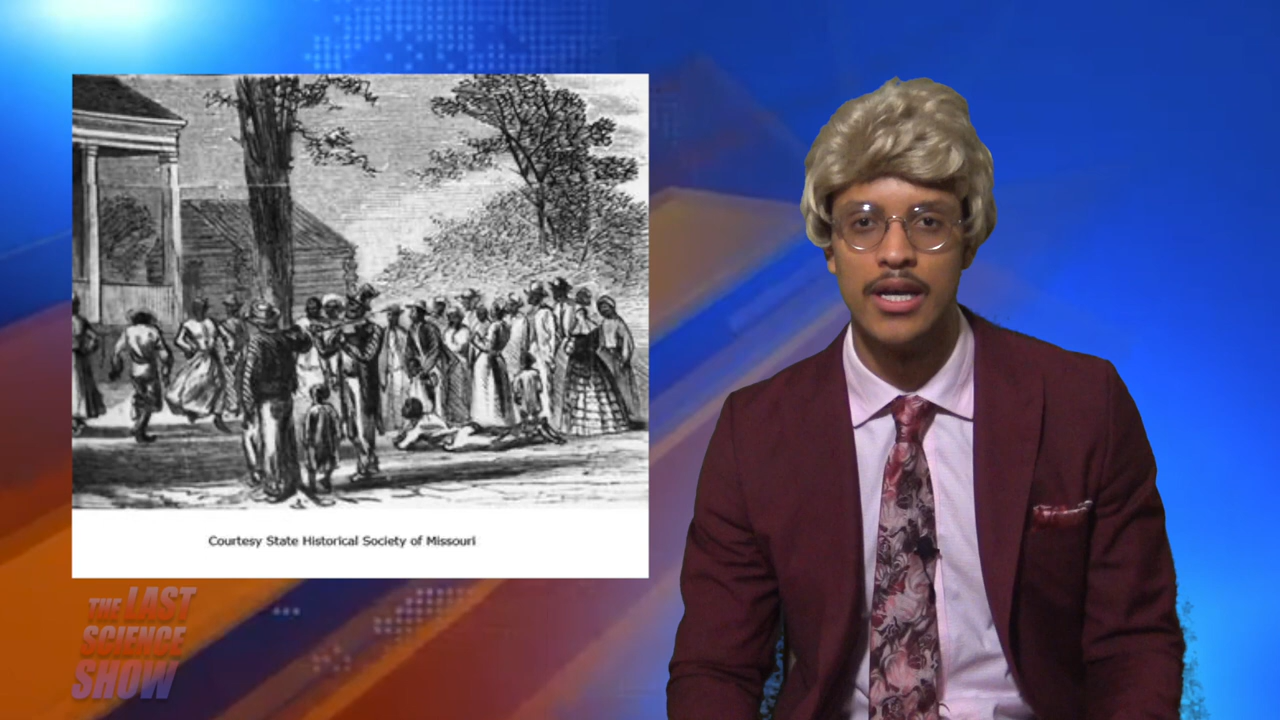 Courtesy State Historical Society of Missouri
THE LAST
SCIENCE
SHOW